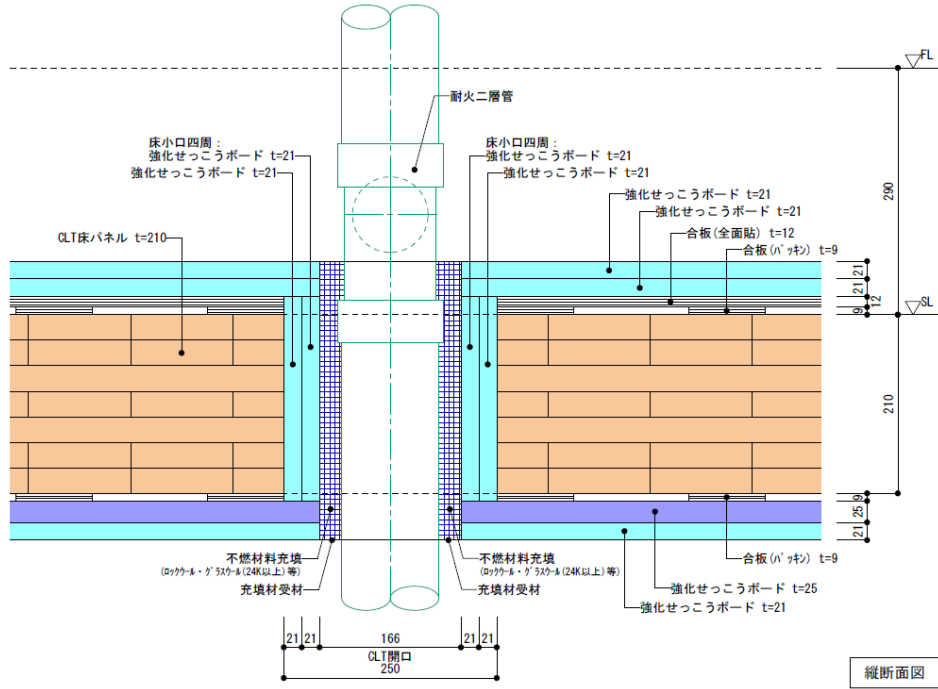 FL
耐火二層管
床小口四周：
強化せっこうボード t=21
強化せっこうボード t=21
床小口四周：
強化せっこうボード t=21
強化せっこうボード t=21
強化せっこうボード t=21
強化せっこうボード t=21
合板(全面貼) t=12
合板(パッキン) t=9
CLT床パネル t=210
290
21
21
12
9
SL
210
9
25
21
不燃材料充填
(ロックウール・グラスウール(24K以上)等)
充填材受材
不燃材料充填
(ロックウール・グラスウール(24K以上)等)
充填材受材
合板(パッキン) t=9
強化せっこうボード t=25
強化せっこうボード t=21
21
21
166
21
21
CLT開口
250
縦断面図